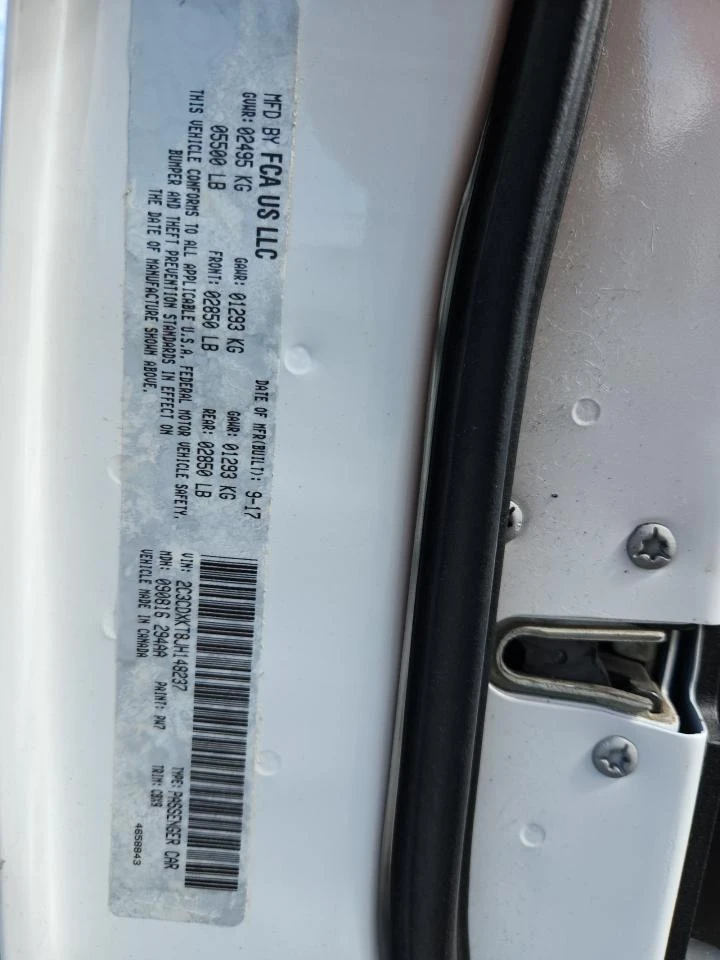 MFD BY FCA US LLC
DATE OF MFR(BUILT): 9-17
GVWR: 02495 KG
05500 LB
GAWR: 01293 KG
FRONT: 02850 LB
GAWR: 01293 KG
REAR: 02850 LB
THIS VEHICLE CONFORMS TO ALL APPLICABLE U.S.A. FEDERAL MOTOR VEHICLE SAFETY,
BUMPER AND THEFT PREVENTION STANDARDS IN EFFECT ON
THE DATE OF MANUFACTURE SHOWN ABOVE.
VIN: 2C3CDXKT8JH148237
TYPE: PASSENGER CAR
MDH: 090816 294AA
PAINT: PW7
TRIM: CBX9
VEHICLE MADE IN CANADA
4658843